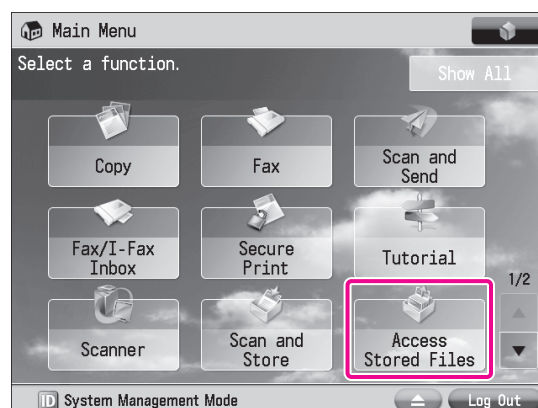 Main Menu
Select a function.
Show All
Copy
Fax
Scan and
Send
Fax/I-Fax
Inbox
Secure
Print
Tutorial
1/2
Scanner
Scan and
Store
Access
Stored Files
ID System Management Mode
Log Out